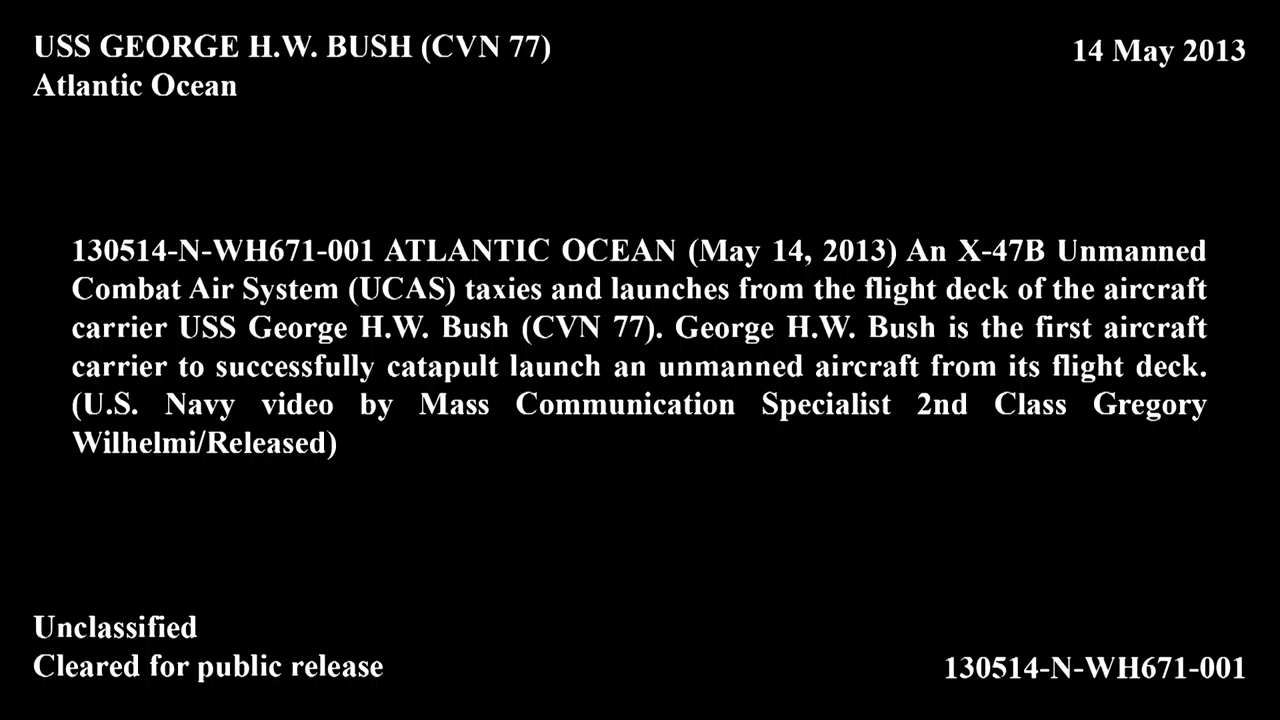 USS GEORGE H.W. BUSH (CVN 77)
Atlantic Ocean
14 May 2013
130514-N-WH671-001 ATLANTIC OCEAN (May 14, 2013) An X-47B Unmanned
Combat Air System (UCAS) taxies and launches from the flight deck of the aircraft
carrier USS George H.W. Bush (CVN 77). George H.W. Bush is the first aircraft
carrier to successfully catapult launch an unmanned aircraft from its flight deck.
(U.S. Navy video by Mass Communication Specialist 2nd Class Gregory
Wilhelmi/Released)
Unclassified
Cleared for public release
130514-N-WH671-001